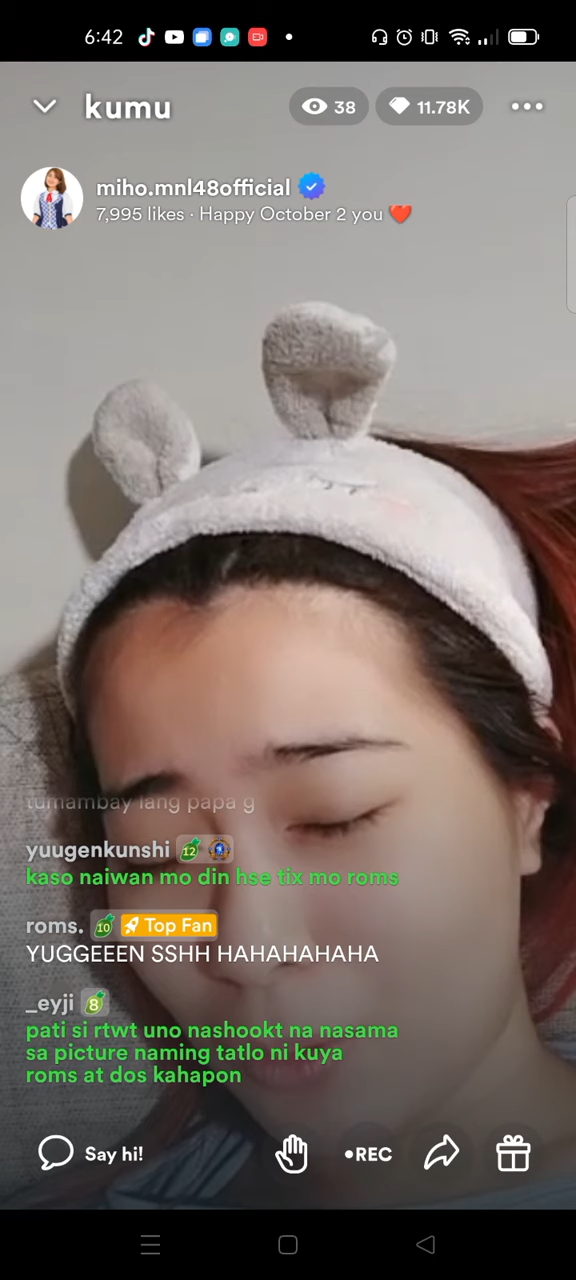 6:42
kumu
38
11.78K
miho.mnl48official
7,995 likes · Happy October 2 you ❤️
tumambay lang papa g
yuugenkunshi 12
kaso naiwan mo din hse tix mo roms
roms. 10 Top Fan
YUGGEEEN SSHH HAHAHAHAHA
_eyji 8
pati si rtwt uno nashookt na nasama
sa picture naming tatlo ni kuya
roms at dos kahapon
Say hi!
•REC